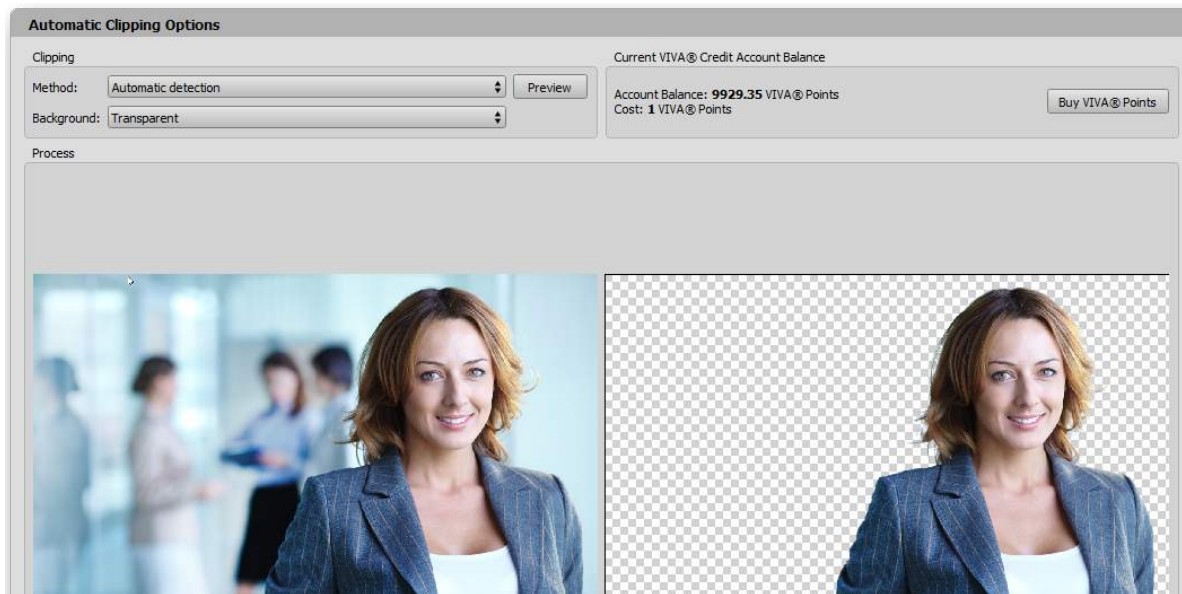 Automatic Clipping Options
Clipping
Method: Automatic detection Preview
Background: Transparent
Current VIVA® Credit Account Balance
Account Balance: 9929.35 VIVA® Points
Cost: 1 VIVA® Points
Buy VIVA® Points
Process